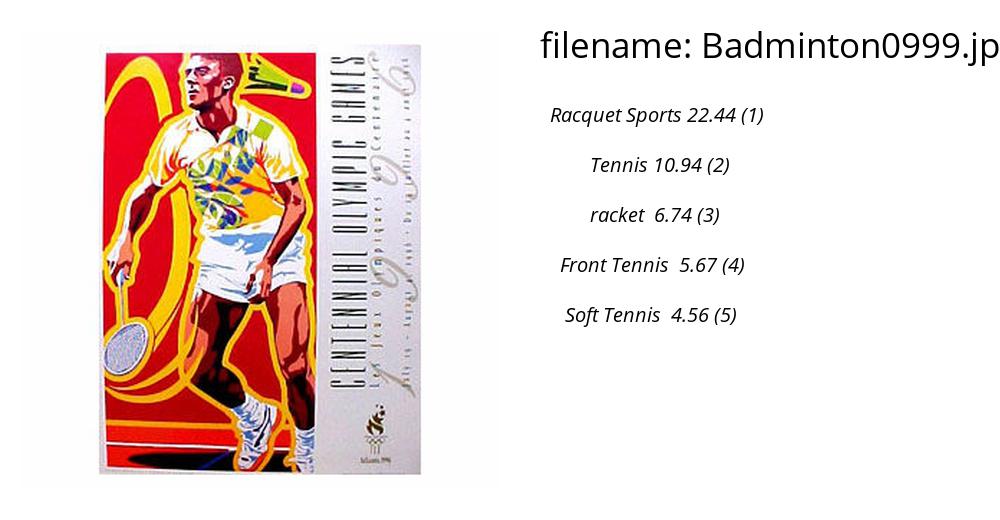 filename: Badminton0999.jp
Racquet Sports 22.44 (1)
Tennis 10.94 (2)
racket 6.74 (3)
Front Tennis 5.67 (4)
Soft Tennis 4.56 (5)
CENTENNIAL OLYMPIC GAMES
Les Jeux Olympiques du Centenaire
Atlanta 1996